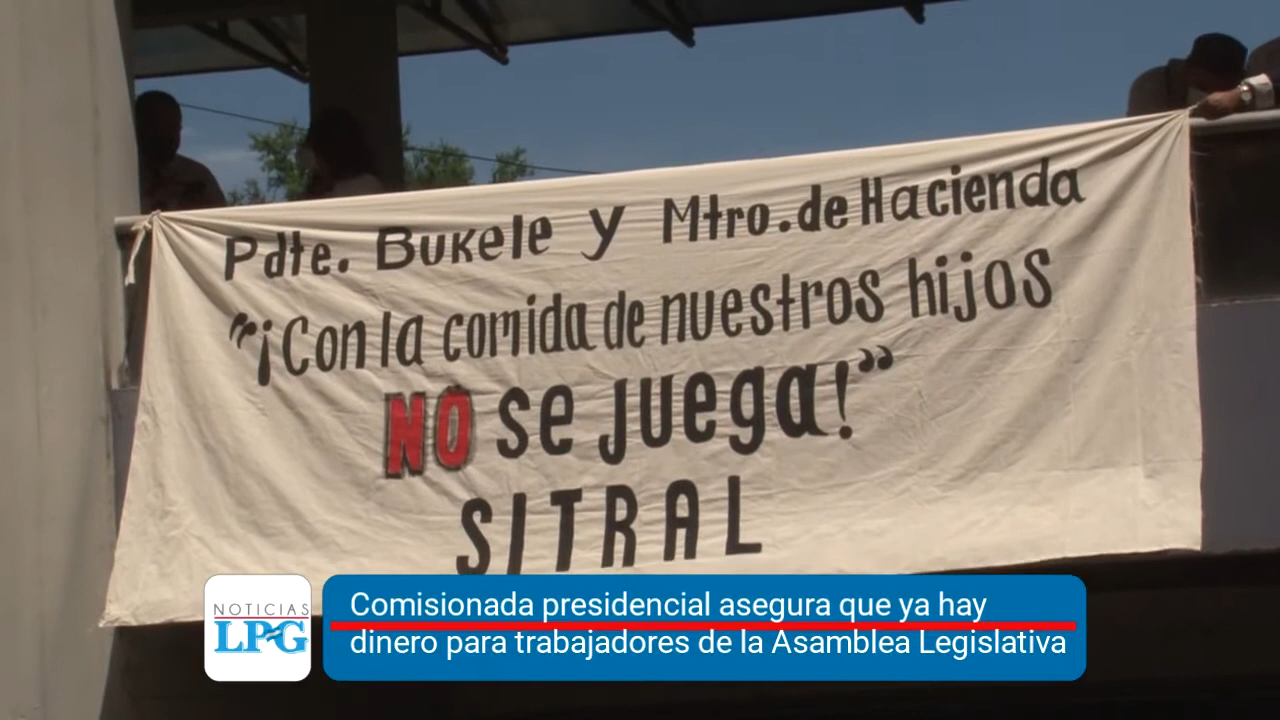 Pdte. Bukele y Mtro. de Hacienda
"¡Con la comida de nuestros hijos
NO se juega!"
SITRAL
NOTICIAS
LPG
Comisionada presidencial asegura que ya hay
dinero para trabajadores de la Asamblea Legislativa